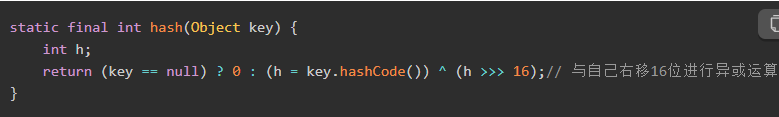 static final int hash(Object key) {
int h;
return (key == null) ? 0 : (h = key.hashCode()) ^ (h >>> 16);// 与自己右移16位进行异或运算
}